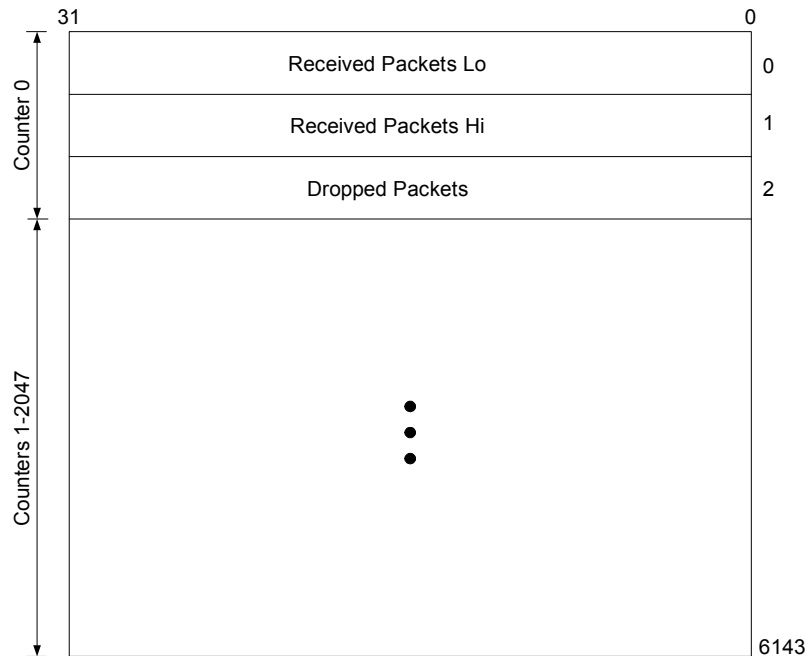 31 0
Counter 0
Received Packets Lo 0
Received Packets Hi 1
Dropped Packets 2
Counters 1-2047
6143